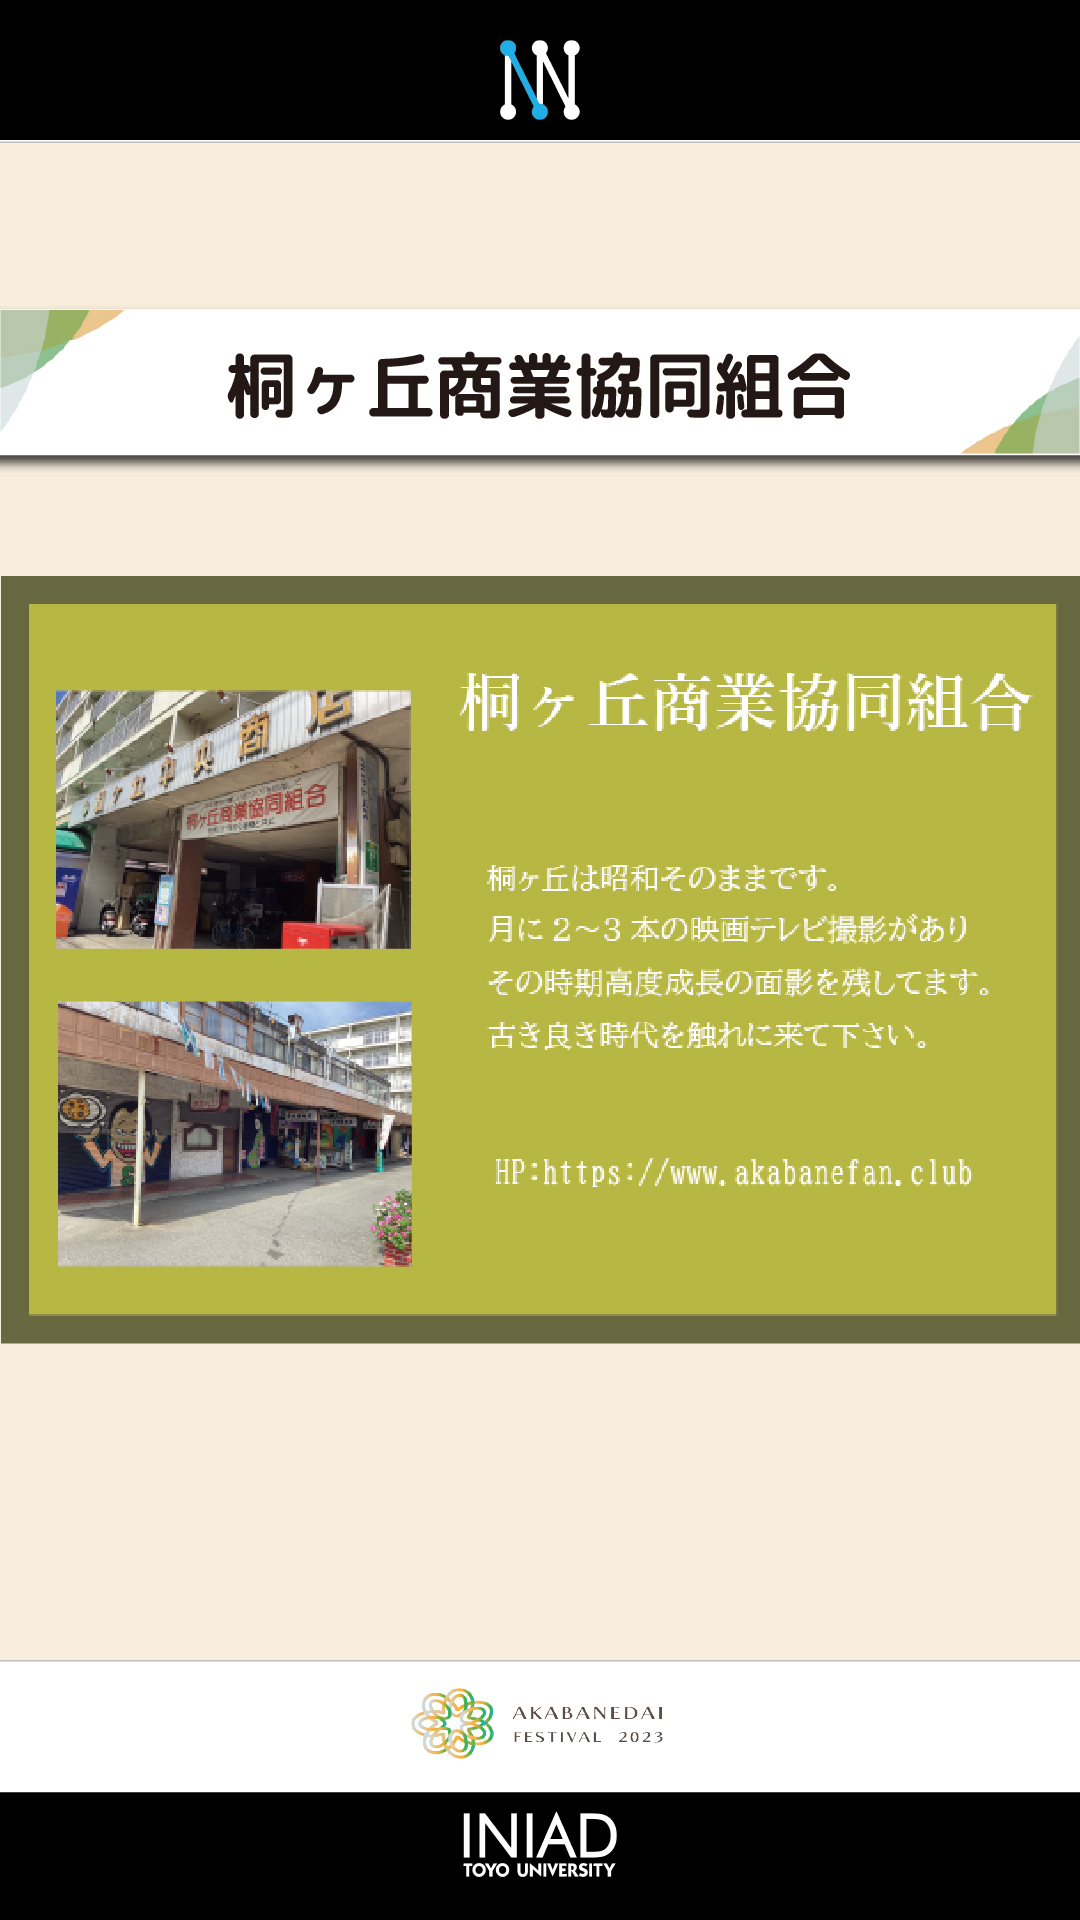 桐ヶ丘商業協同組合
桐ヶ丘商業協同組合
桐ヶ丘中央商店
桐ヶ丘商業協同組合
桐ヶ丘は昭和そのままです。
月に2～3本の映画テレビ撮影があり
その時期高度成長の面影を残してます。
古き良き時代を触れに来て下さい。
HP:https://www.akabanefan.club
AKABANEDAI
FESTIVAL 2023
INIAD
TOYO UNIVERSITY